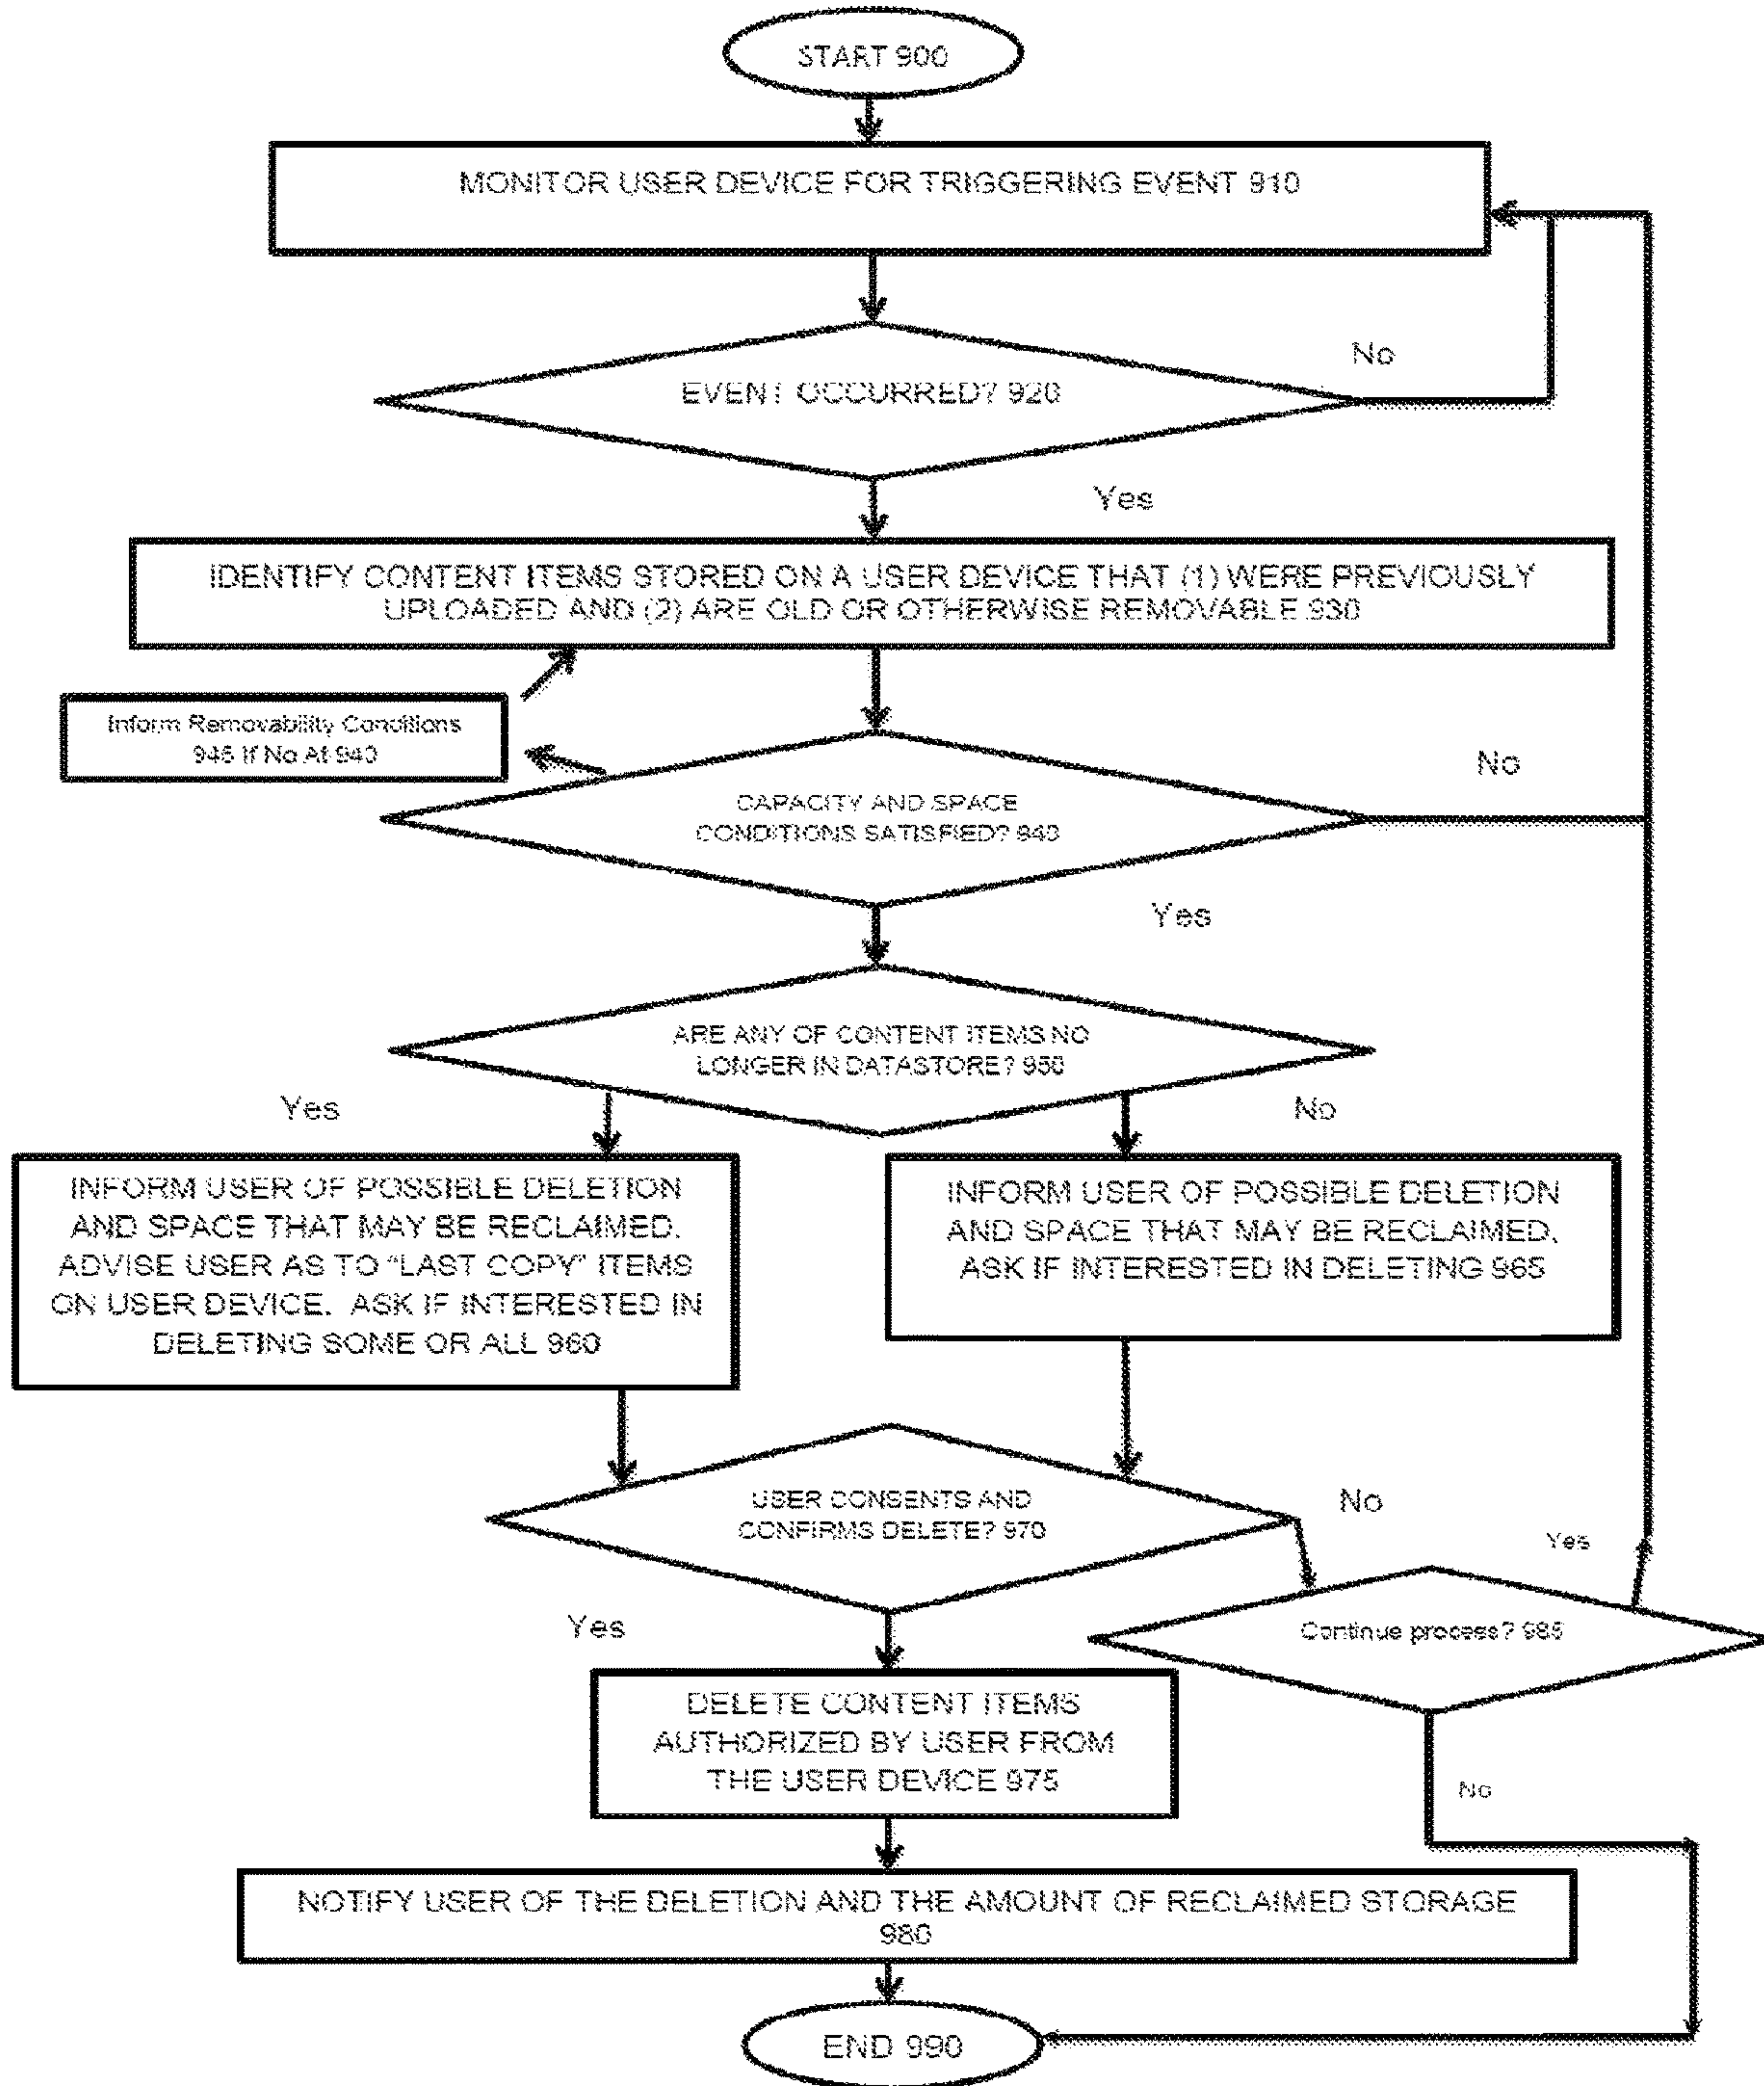 START 900
MONITOR USER DEVICE FOR TRIGGERING EVENT 910
EVENT OCCURRED? 920
No
Yes
IDENTIFY CONTENT ITEMS STORED ON A USER DEVICE THAT (1) WERE PREVIOUSLY
UPLOADED AND (2) ARE OLD OR OTHERWISE REMOVABLE 930
Inform Removability Conditions
945 If No At 940
CAPACITY AND SPACE
CONDITIONS SATISFIED? 940
No
Yes
ARE ANY OF CONTENT ITEMS NO
LONGER IN DATASTORE? 950
Yes
No
INFORM USER OF POSSIBLE DELETION
AND SPACE THAT MAY BE RECLAIMED.
ADVISE USER AS TO “LAST COPY” ITEMS
ON USER DEVICE. ASK IF INTERESTED IN
DELETING SOME OR ALL 960
INFORM USER OF POSSIBLE DELETION
AND SPACE THAT MAY BE RECLAIMED.
ASK IF INTERESTED IN DELETING 965
USER CONSENTS AND
CONFIRMS DELETE? 970
No
Yes
Continue process? 985
Yes
No
DELETE CONTENT ITEMS
AUTHORIZED BY USER FROM
THE USER DEVICE 975
NOTIFY USER OF THE DELETION AND THE AMOUNT OF RECLAIMED STORAGE
980
END 990